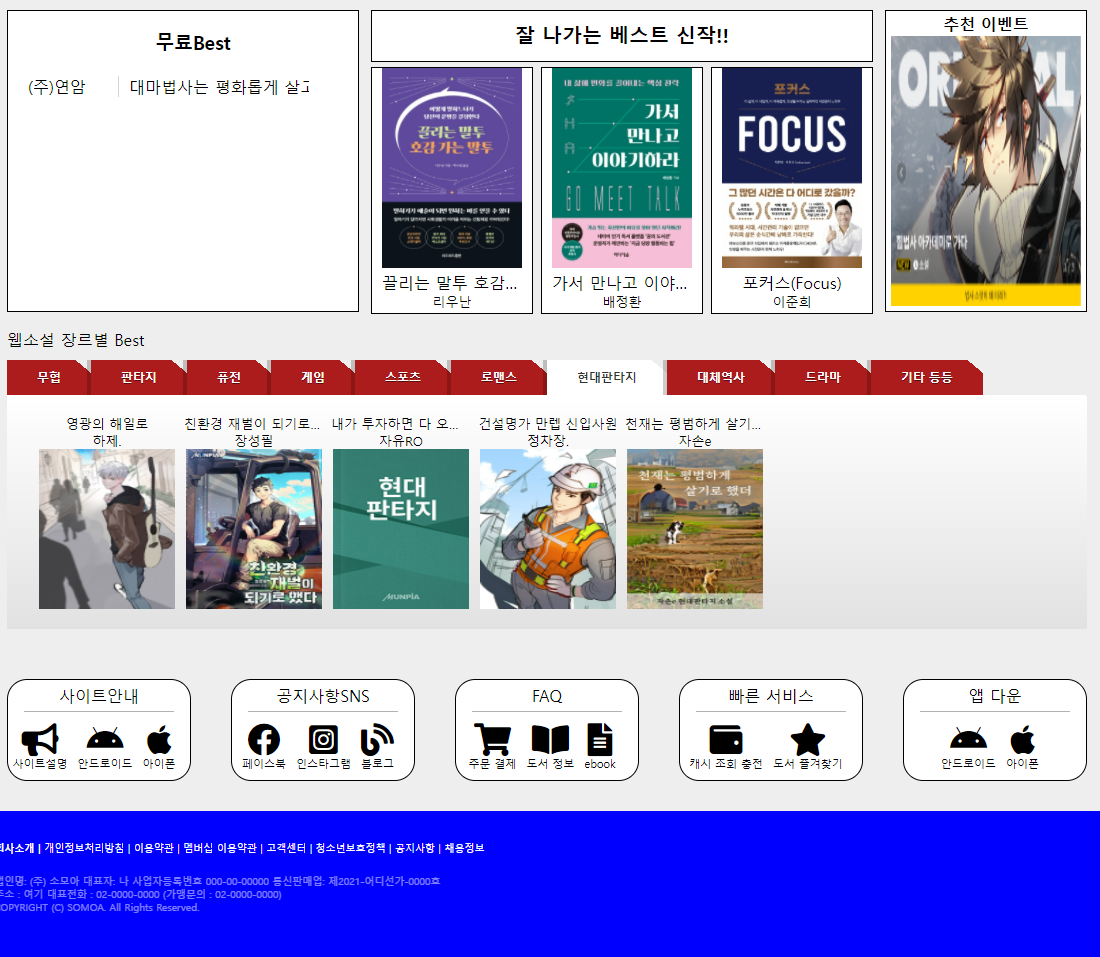 무료Best
(주)연암
대마법사는 평화롭게 살고
잘 나가는 베스트 신작!!
끌리는 말투
호감 가는 말투
끌리는 말투 호감...
리우난
내 삶에 변화를 끌어내는 핵심 전략
가서
만나고
이야기하라
GO MEET TALK
가서 만나고 이야...
배정환
포커스
FOCUS
그 많던 시간은 다 어디로 갔을까?
포커스(Focus)
이준희
추천 이벤트
힘법사 아카데미로 가다
웹소설 장르별 Best
무협
판타지
퓨전
게임
스포츠
로맨스
현대판타지
대체역사
드라마
기타 등등
영광의 해일로
하제.
친환경 재벌이 되기로...
장성필
친환경
재벌이
되기로 했다
내가 투자하면 다 오...
자유RO
현대
판타지
MUNPIA
건설명가 만렙 신입사원
정차장.
천재는 평범하게 살기...
자손e
천재는 평범하게
살기로 했더
자손e 현대판타지 소설
사이트안내
사이트설명 안드로이드 아이폰
공지사항SNS
페이스북 인스타그램 블로그
FAQ
주문 결제 도서 정보 ebook
빠른 서비스
캐시 조회 충전 도서 즐겨찾기
앱 다운
안드로이드 아이폰
회사소개 | 개인정보처리방침 | 이용약관 | 멤버십 이용약관 | 고객센터 | 청소년보호정책 | 공지사항 | 채용정보
법인명: (주) 소모아 대표자: 나 사업자등록번호 000-00-00000 통신판매업: 제2021-어디선가-0000호
주소 : 여기 대표전화 : 02-0000-0000 (가맹문의 : 02-0000-0000)
COPYRIGHT (C) SOMOA. All Rights Reserved.